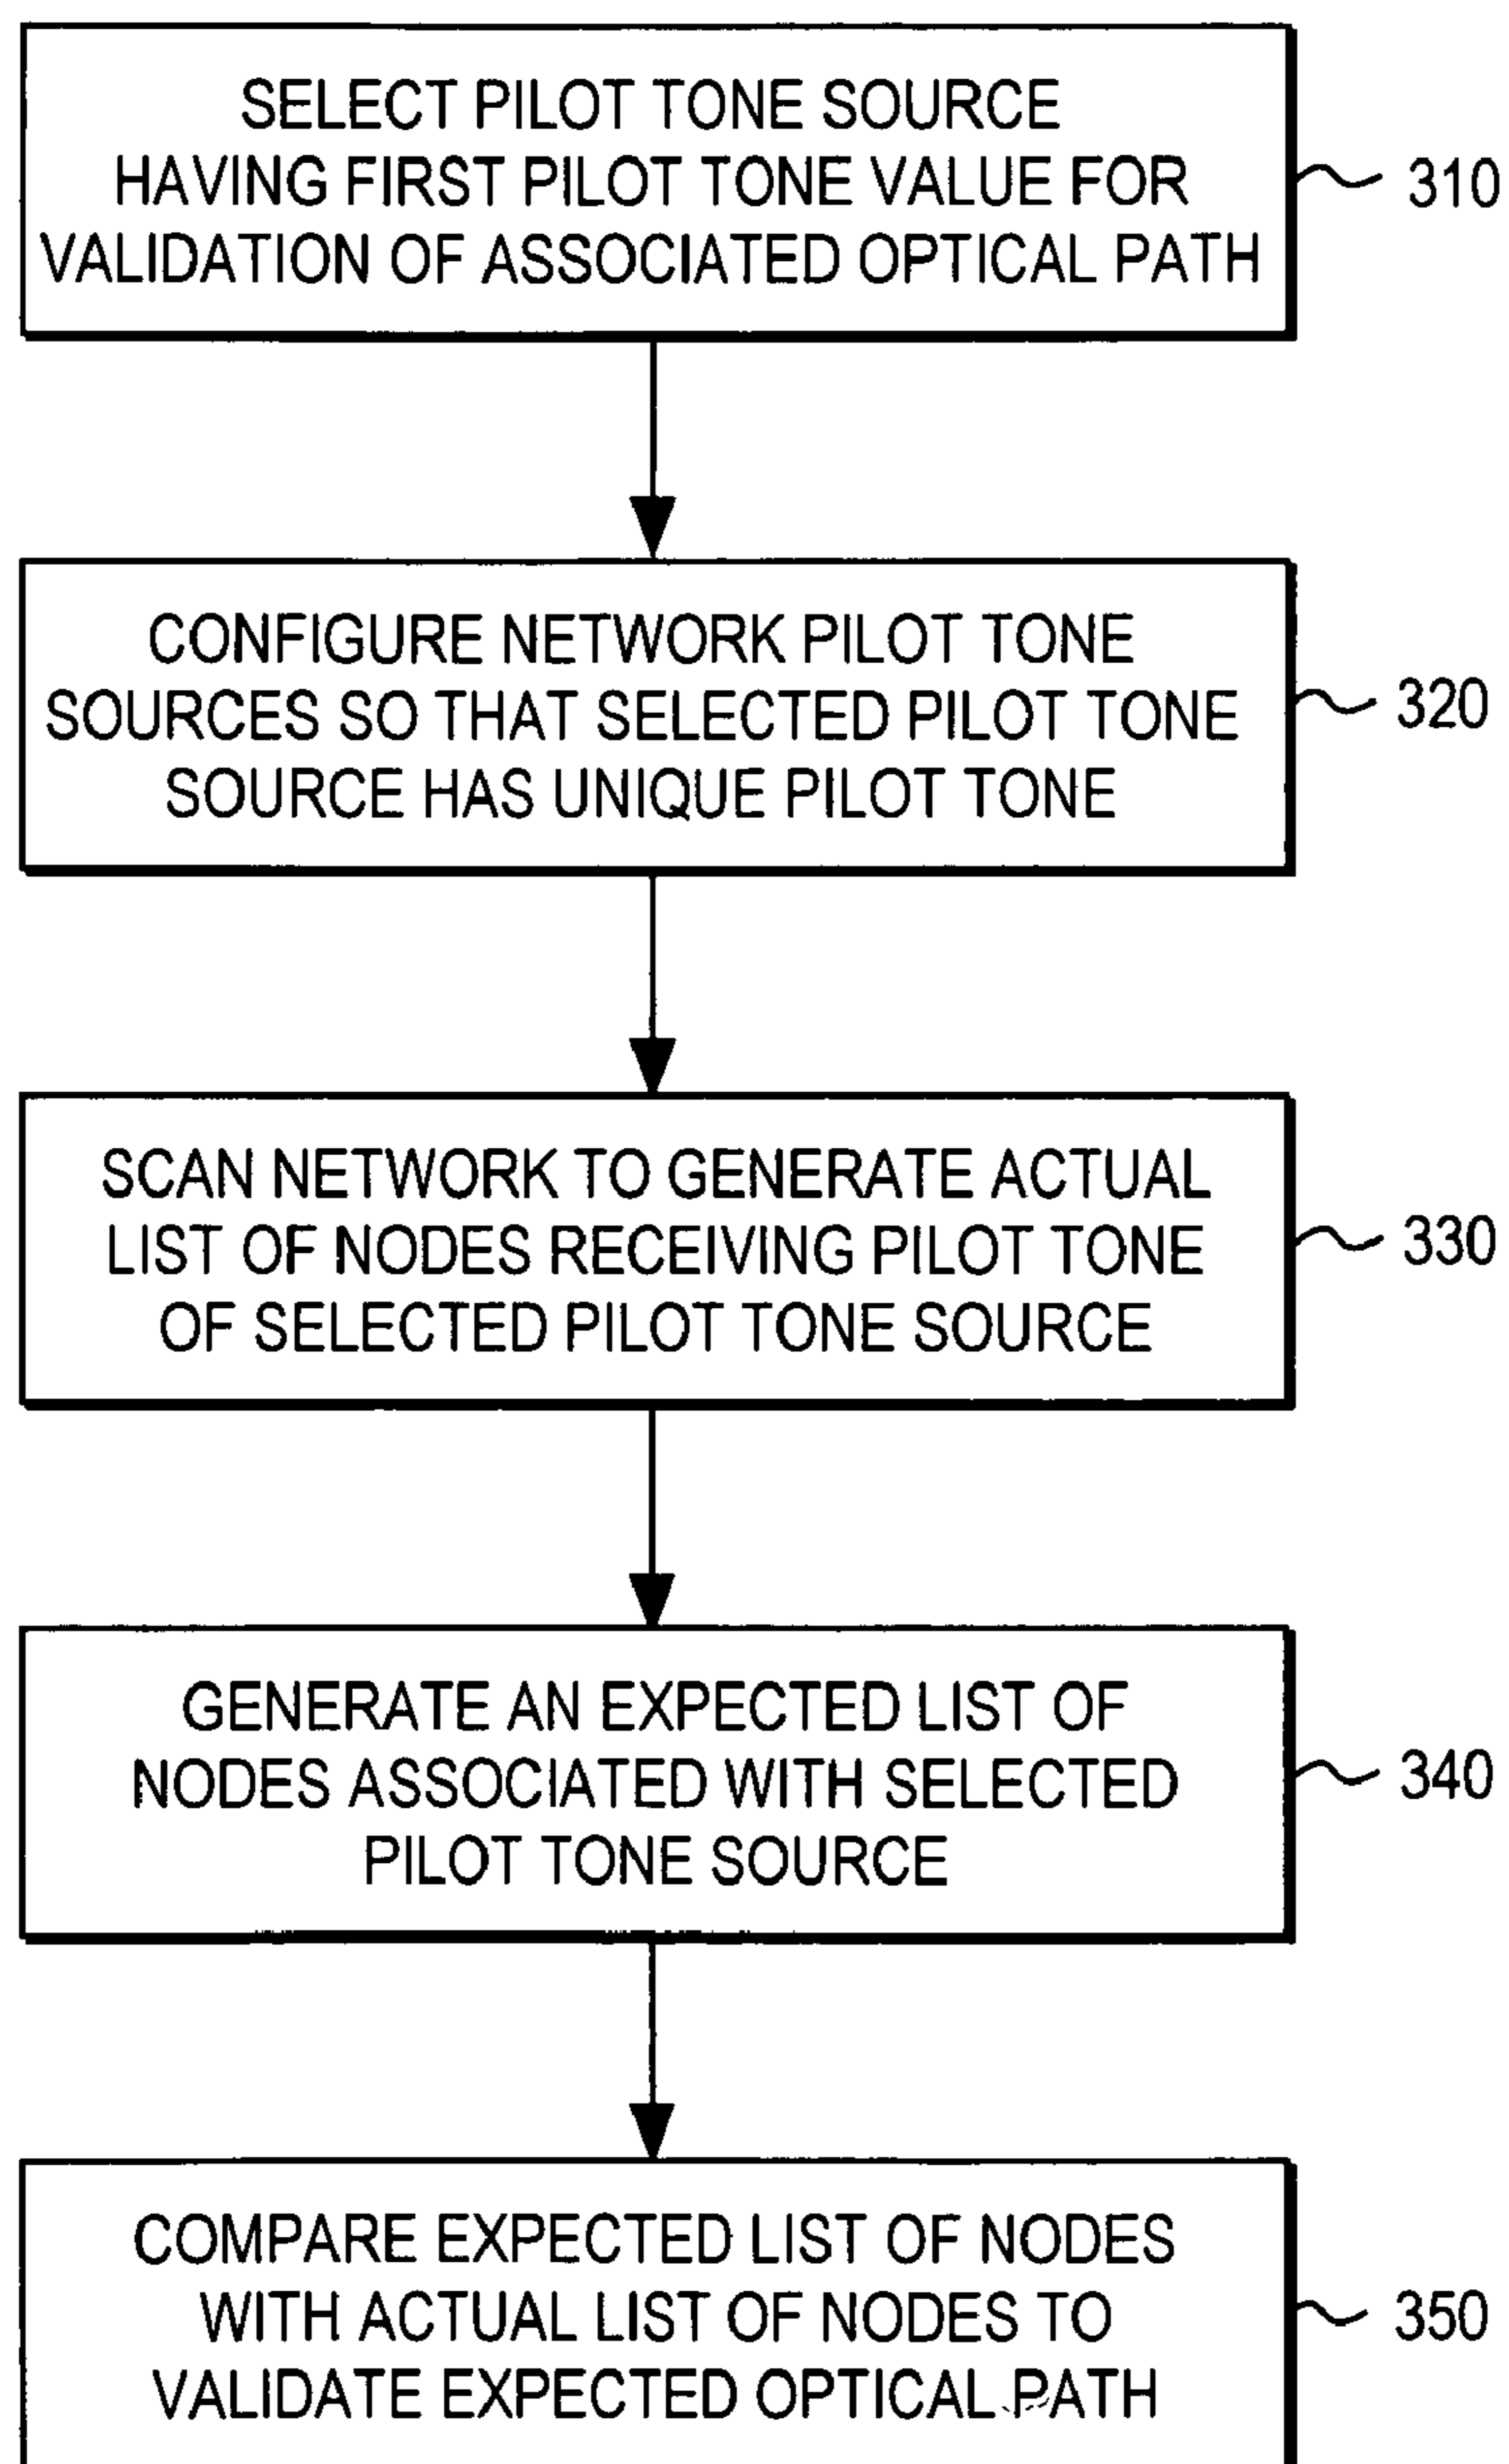 SELECT PILOT TONE SOURCE
HAVING FIRST PILOT TONE VALUE FOR
VALIDATION OF ASSOCIATED OPTICAL PATH
310
CONFIGURE NETWORK PILOT TONE
SOURCES SO THAT SELECTED PILOT TONE
SOURCE HAS UNIQUE PILOT TONE
320
SCAN NETWORK TO GENERATE ACTUAL
LIST OF NODES RECEIVING PILOT TONE
OF SELECTED PILOT TONE SOURCE
330
GENERATE AN EXPECTED LIST OF
NODES ASSOCIATED WITH SELECTED
PILOT TONE SOURCE
340
COMPARE EXPECTED LIST OF NODES
WITH ACTUAL LIST OF NODES TO
VALIDATE EXPECTED OPTICAL PATH
350